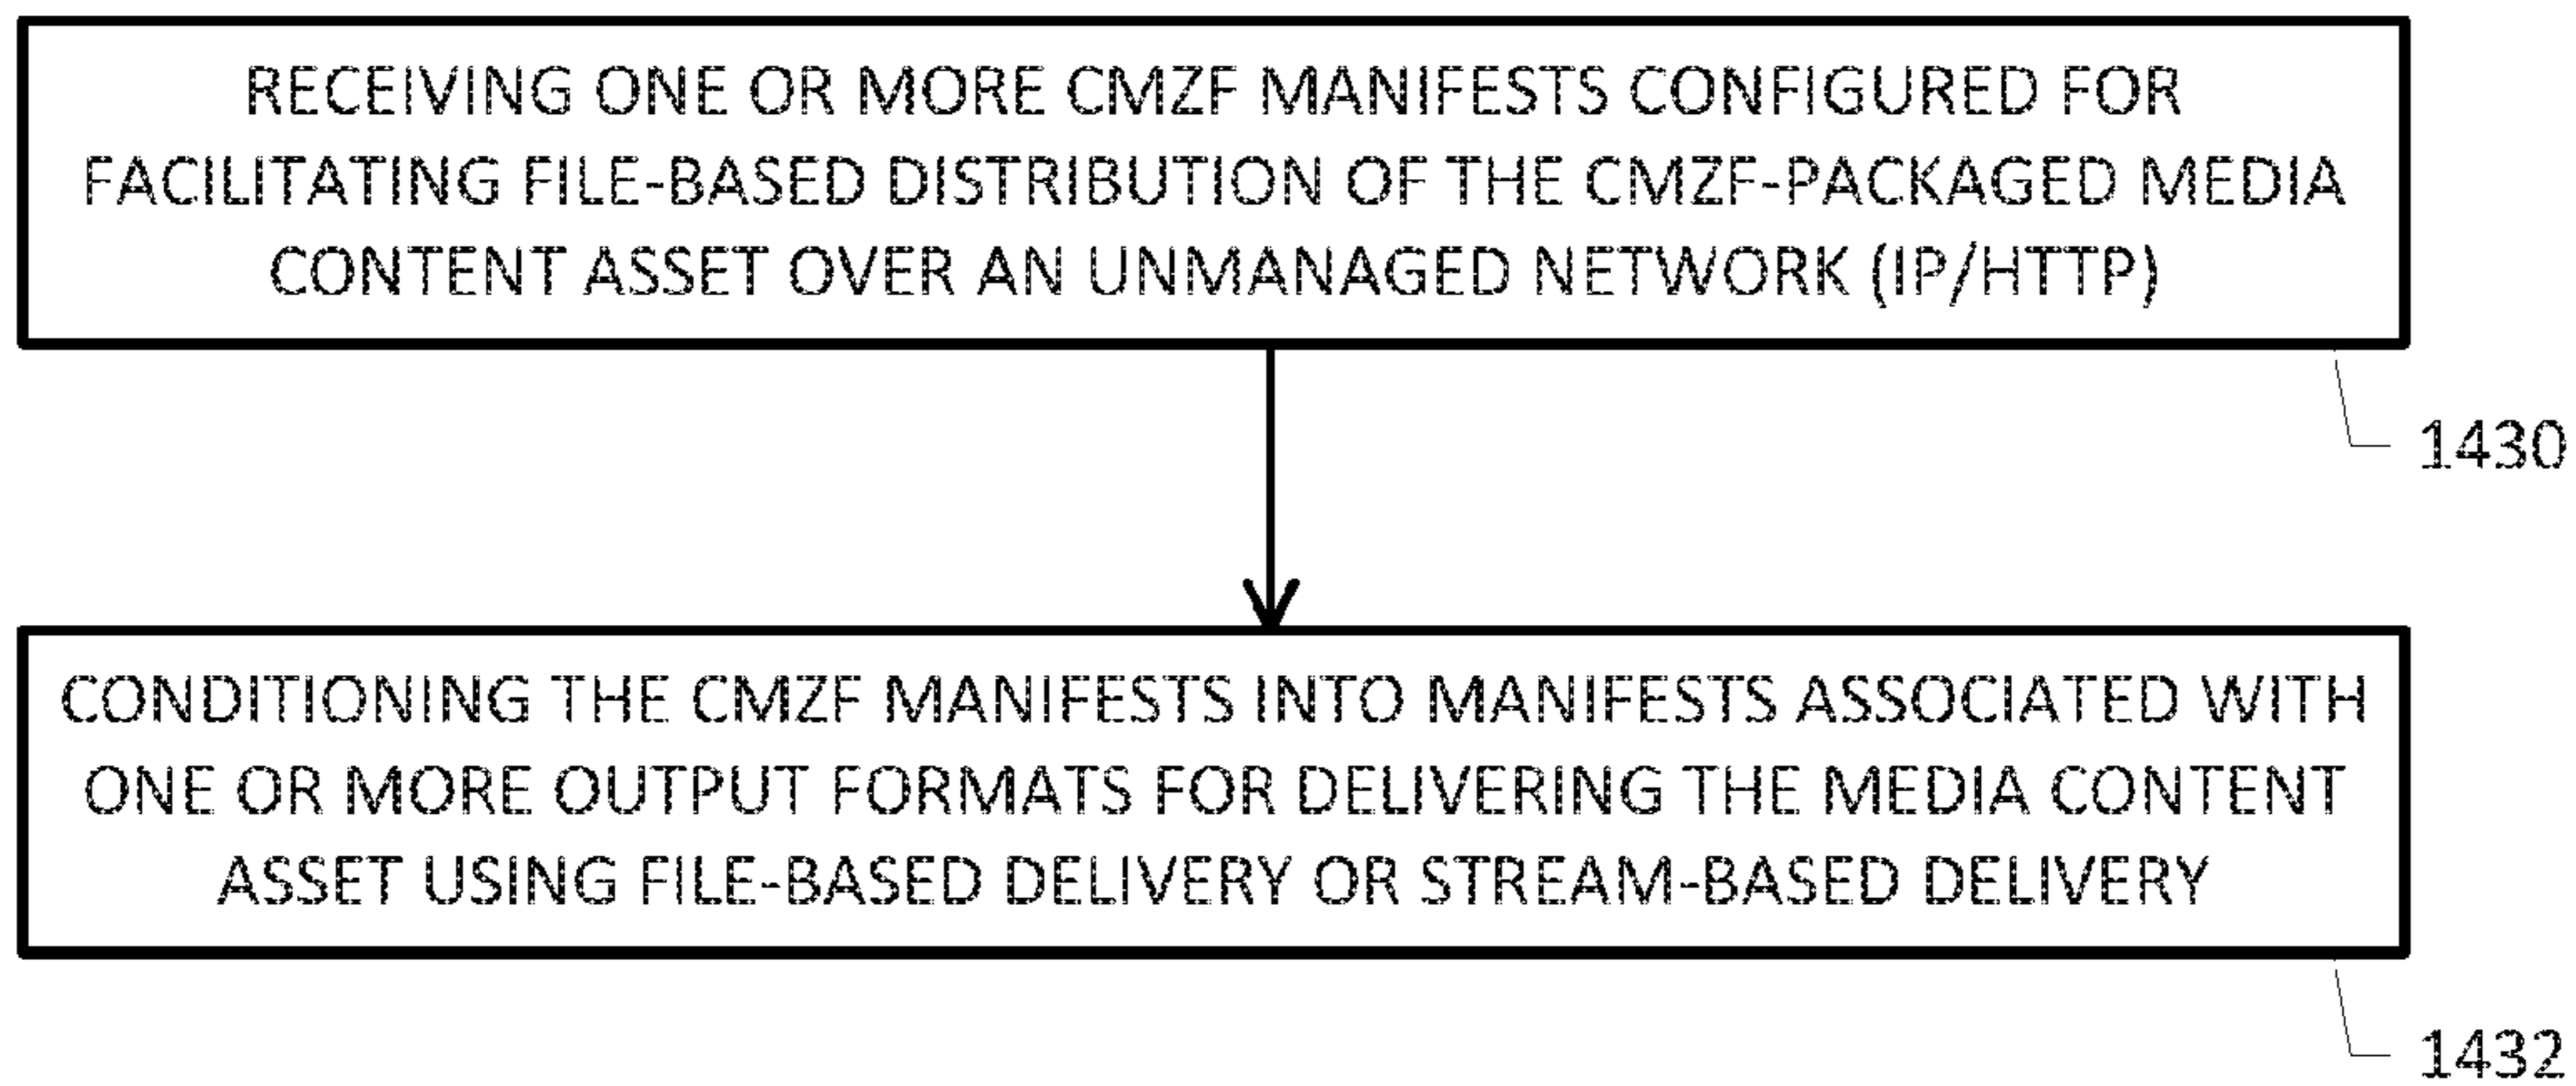 RECEIVING ONE OR MORE CMZF MANIFESTS CONFIGURED FOR
FACILITATING FILE-BASED DISTRIBUTION OF THE CMZF-PACKAGED MEDIA
CONTENT ASSET OVER AN UNMANAGED NETWORK (IP/HTTP)
1430
CONDITIONING THE CMZF MANIFESTS INTO MANIFESTS ASSOCIATED WITH
ONE OR MORE OUTPUT FORMATS FOR DELIVERING THE MEDIA CONTENT
ASSET USING FILE-BASED DELIVERY OR STREAM-BASED DELIVERY
1432